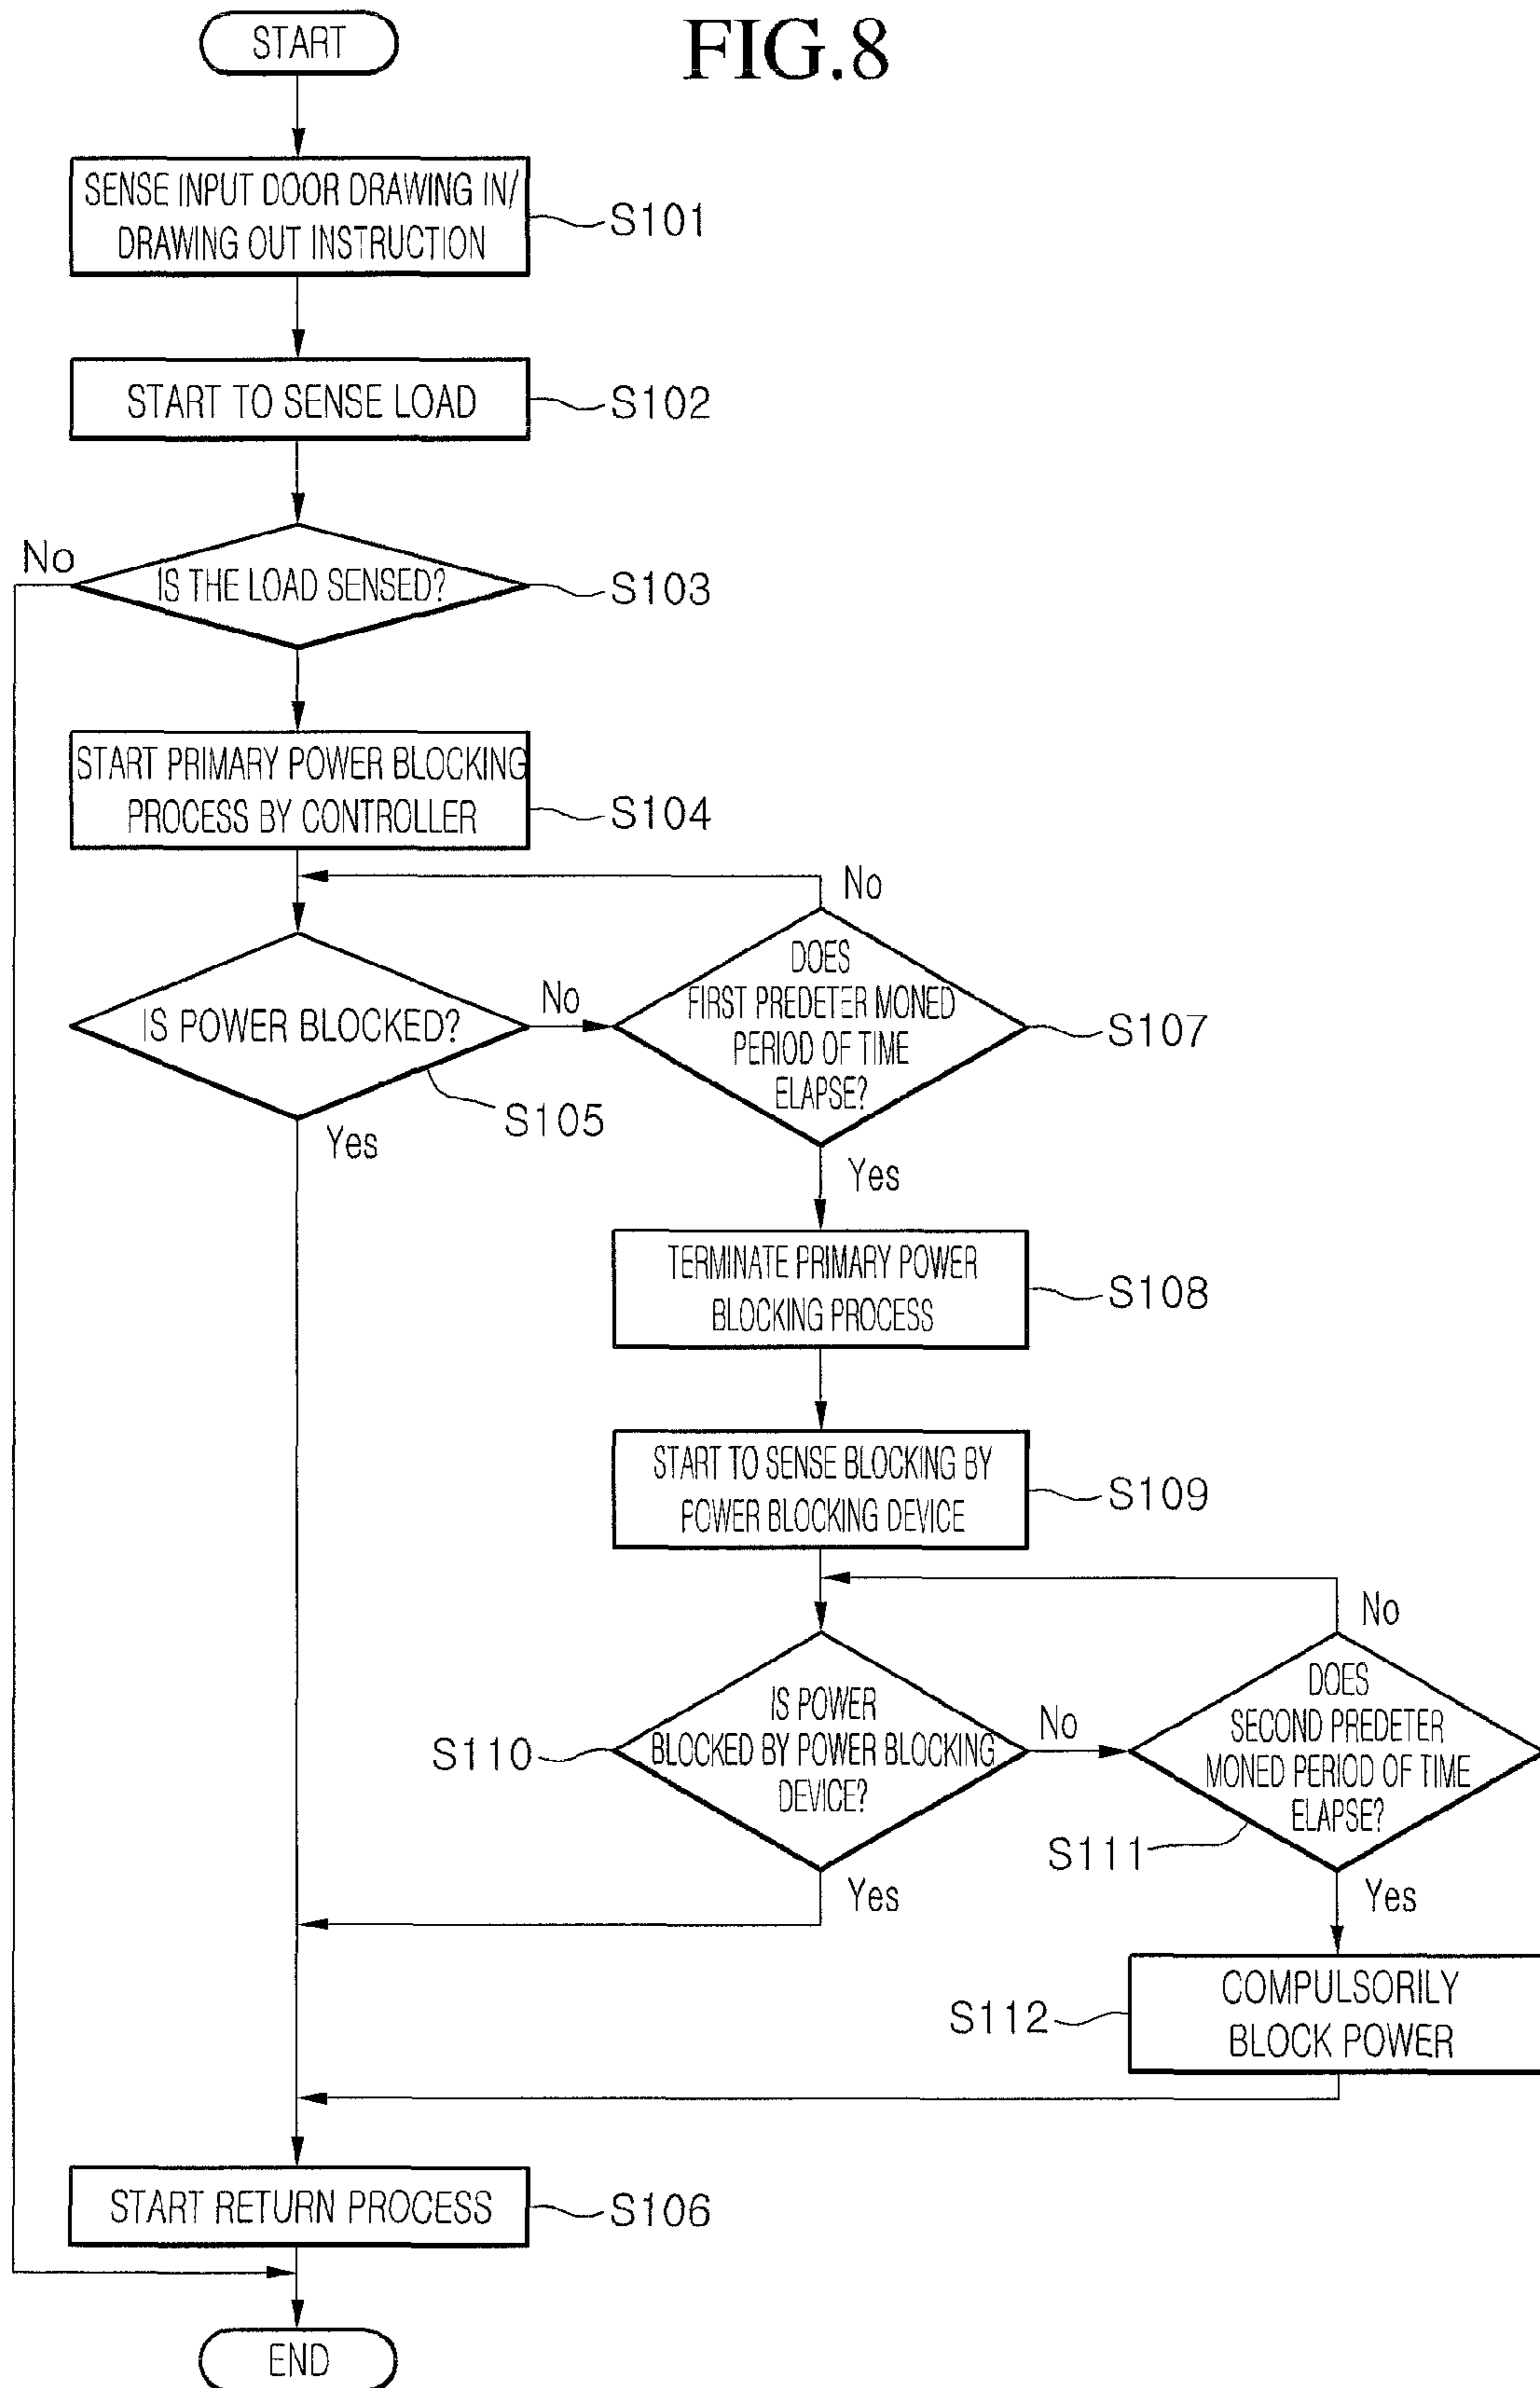 FIG.8
START
SENSE INPUT DOOR DRAWING IN/
DRAWING OUT INSTRUCTION
S101
START TO SENSE LOAD
S102
No
IS THE LOAD SENSED?
S103
START PRIMARY POWER BLOCKING
PROCESS BY CONTROLLER
S104
IS POWER BLOCKED?
S105
No
Yes
No
DOES
FIRST PREDETER MONED
PERIOD OF TIME
ELAPSE?
S107
Yes
TERMINATE PRIMARY POWER
BLOCKING PROCESS
S108
START TO SENSE BLOCKING BY
POWER BLOCKING DEVICE
S109
IS POWER
BLOCKED BY POWER BLOCKING
DEVICE?
S110
No
Yes
No
DOES
SECOND PREDETER
MONED PERIOD OF TIME
ELAPSE?
S111
Yes
COMPULSORILY
BLOCK POWER
S112
START RETURN PROCESS
S106
END